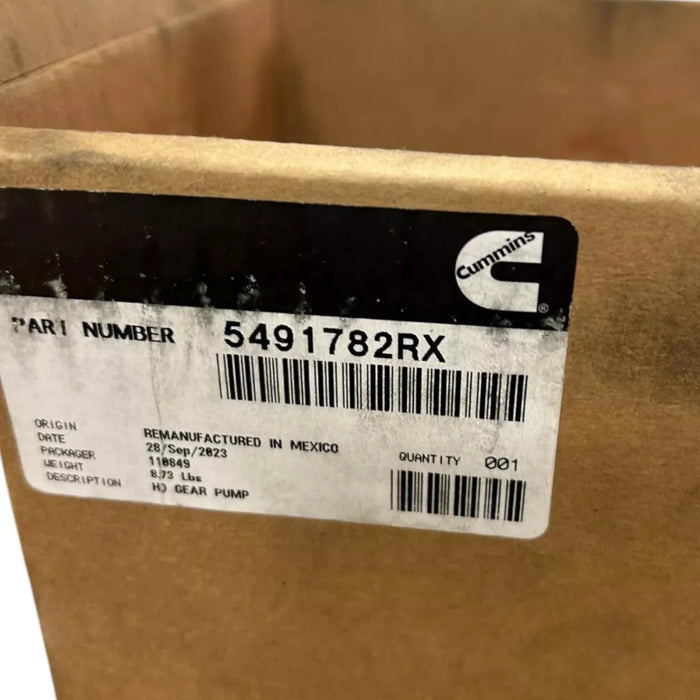 Cummins
®
PART NUMBER 5491782RX
ORIGIN REMANUFACTURED IN MEXICO
DATE 28/Sep/2023
PACKAGER 110849
WEIGHT 8.73 Lbs
DESCRIPTION HD GEAR PUMP
QUANTITY 001